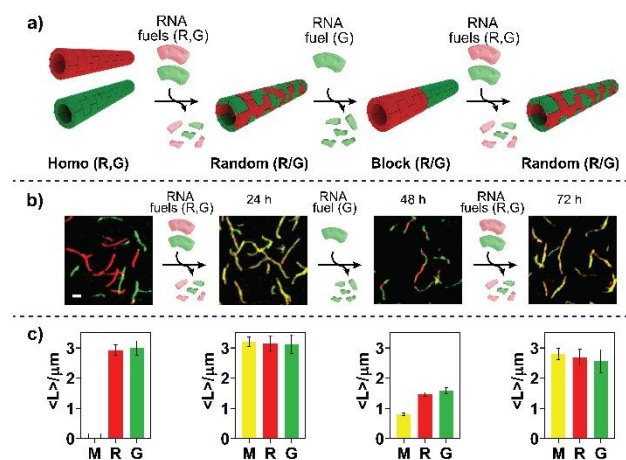 a)
RNA
fuels (R,G)
RNA
fuel (G)
RNA
fuels (R,G)
Homo (R,G)
Random (R/G)
Block (R/G)
Random (R/G)
b)
RNA
fuels (R,G)
24 h
RNA
fuel (G)
48 h
RNA
fuels (R,G)
72 h
c)
<L>/μm
3
2
1
0
M R G
<L>/μm
3
2
1
0
M R G
<L>/μm
3
2
1
0
M R G
<L>/μm
3
2
1
0
M R G